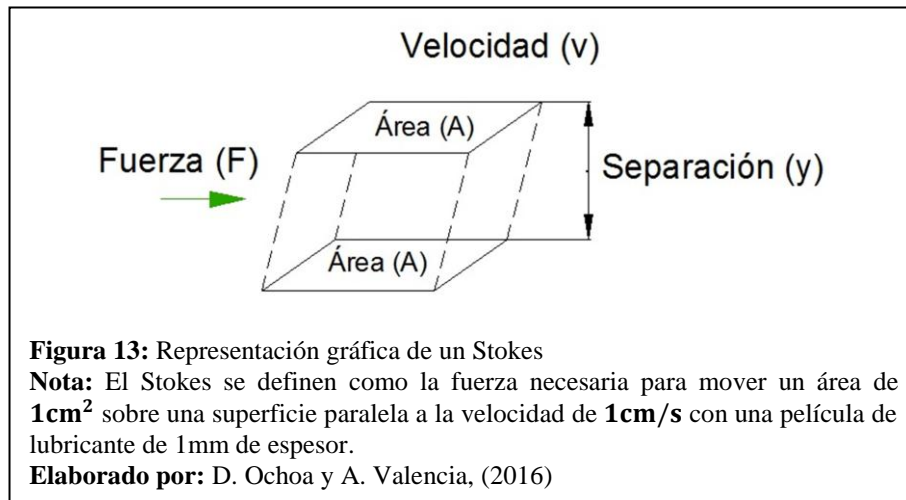 Velocidad (v)
Área (A)
Fuerza (F)
Separación (y)
Área (A)
Figura 13: Representación gráfica de un Stokes
Nota: El Stokes se definen como la fuerza necesaria para mover un área de
1cm² sobre una superficie paralela a la velocidad de 1cm/s con una película de
lubricante de 1mm de espesor.
Elaborado por: D. Ochoa y A. Valencia, (2016)